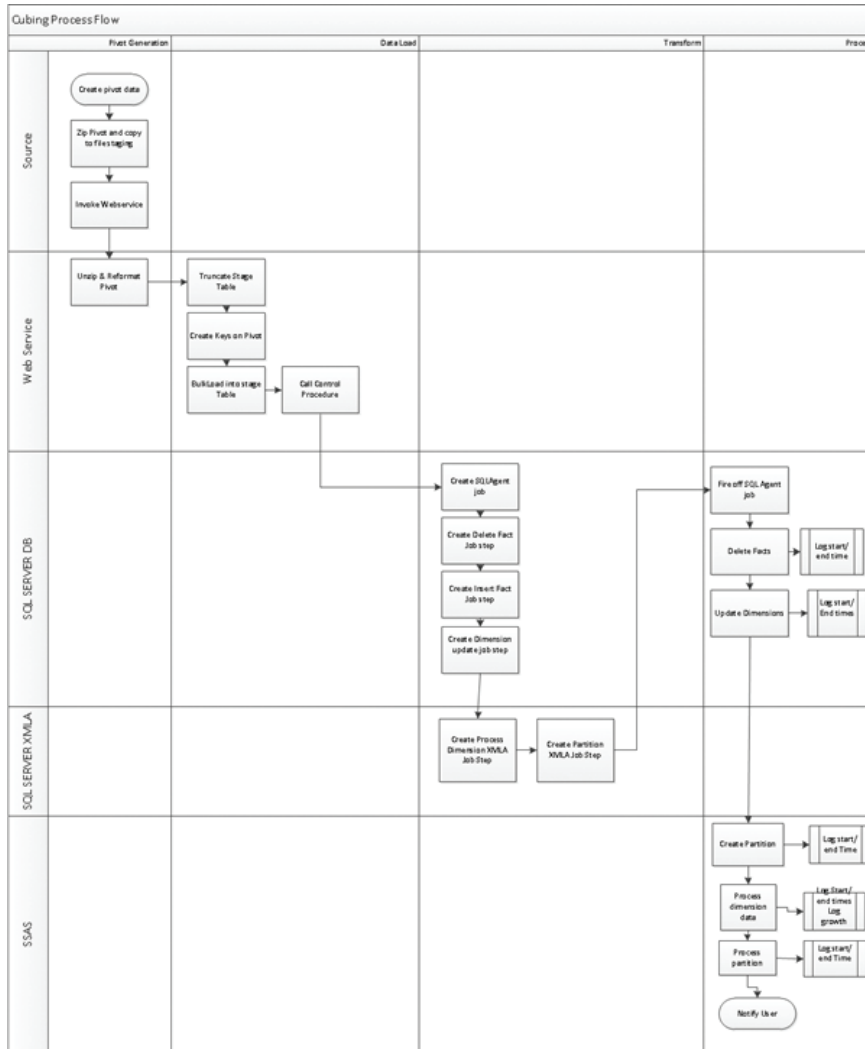 Cubing Process Flow
Pivot Generation
Data Load
Transform
Proce
Source
Create pivot data
Zip Pivot and copy
to file staging
Invoke Webservice
Web Service
Unzip & Reformat
Pivot
Truncate Stage
Table
Create Keys on Pivot
BulkLoad into stage
Table
Call Control
Procedure
SQL SERVER DB
Create SQLAgent
job
Create Delete Fact
Job step
Create Insert Fact
Job step
Create Dimension
update job step
Fire off SQL Agent
job
Delete Facts
Log start/
end time
Update Dimensions
Log start/
End times
SQL SERVER XMLA
Create Process
Dimension XMLA
Job Step
Create Partition
XMLA Job Step
SSAS
Create Partition
Log start/
end Time
Process
dimension
data
Log Start/
end times
Log
growth
Process
partition
Log start/
end Time
Notify User